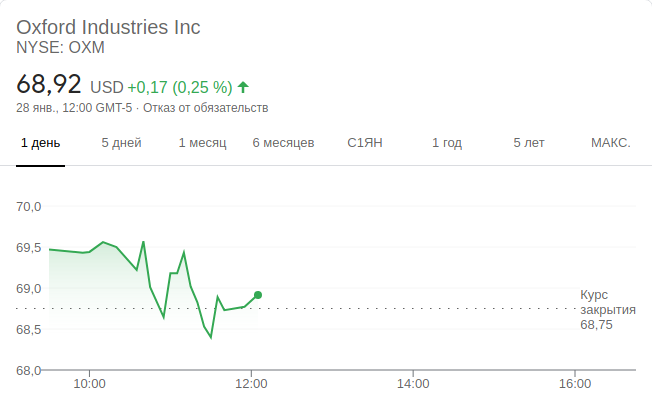 Oxford Industries Inc
NYSE: OXM
68,92 USD +0,17 (0,25 %)
28 янв., 12:00 GMT-5 · Отказ от обязательств
1 день 5 дней 1 месяц 6 месяцев С1ЯН 1 год 5 лет МАКС.
70,0
69,5
69,0
Курс
закрытия
68,75
68,5
68,0
10:00 12:00 14:00 16:00